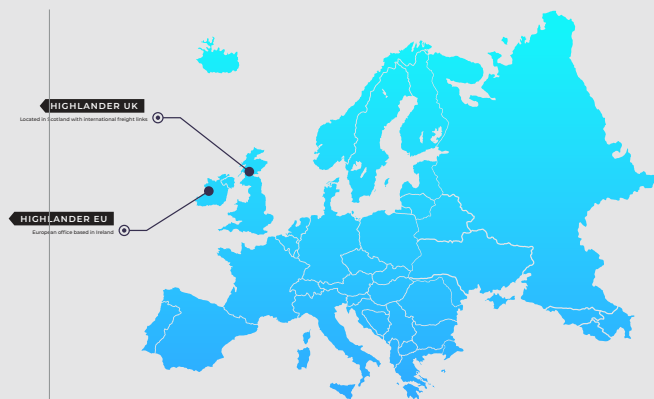 HIGHLANDER UK
Located in Scotland with international freight links
HIGHLANDER EU
European office based in Ireland